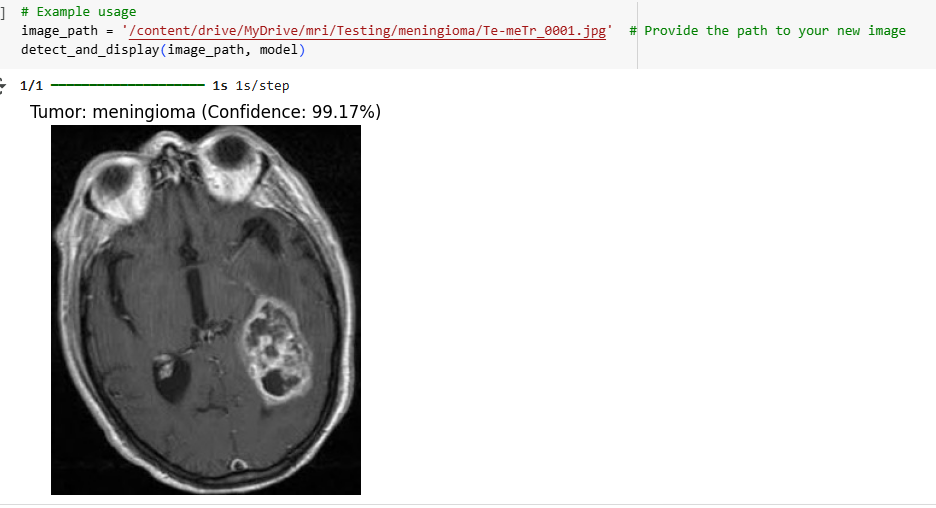 ]  # Example usage
image_path = '/content/drive/MyDrive/mri/Testing/meningioma/Te-meTr_0001.jpg'  # Provide the path to your new image
detect_and_display(image_path, model)
1/1 ━━━━━━━━━━━━━━━━━━━━ 1s 1s/step
Tumor: meningioma (Confidence: 99.17%)